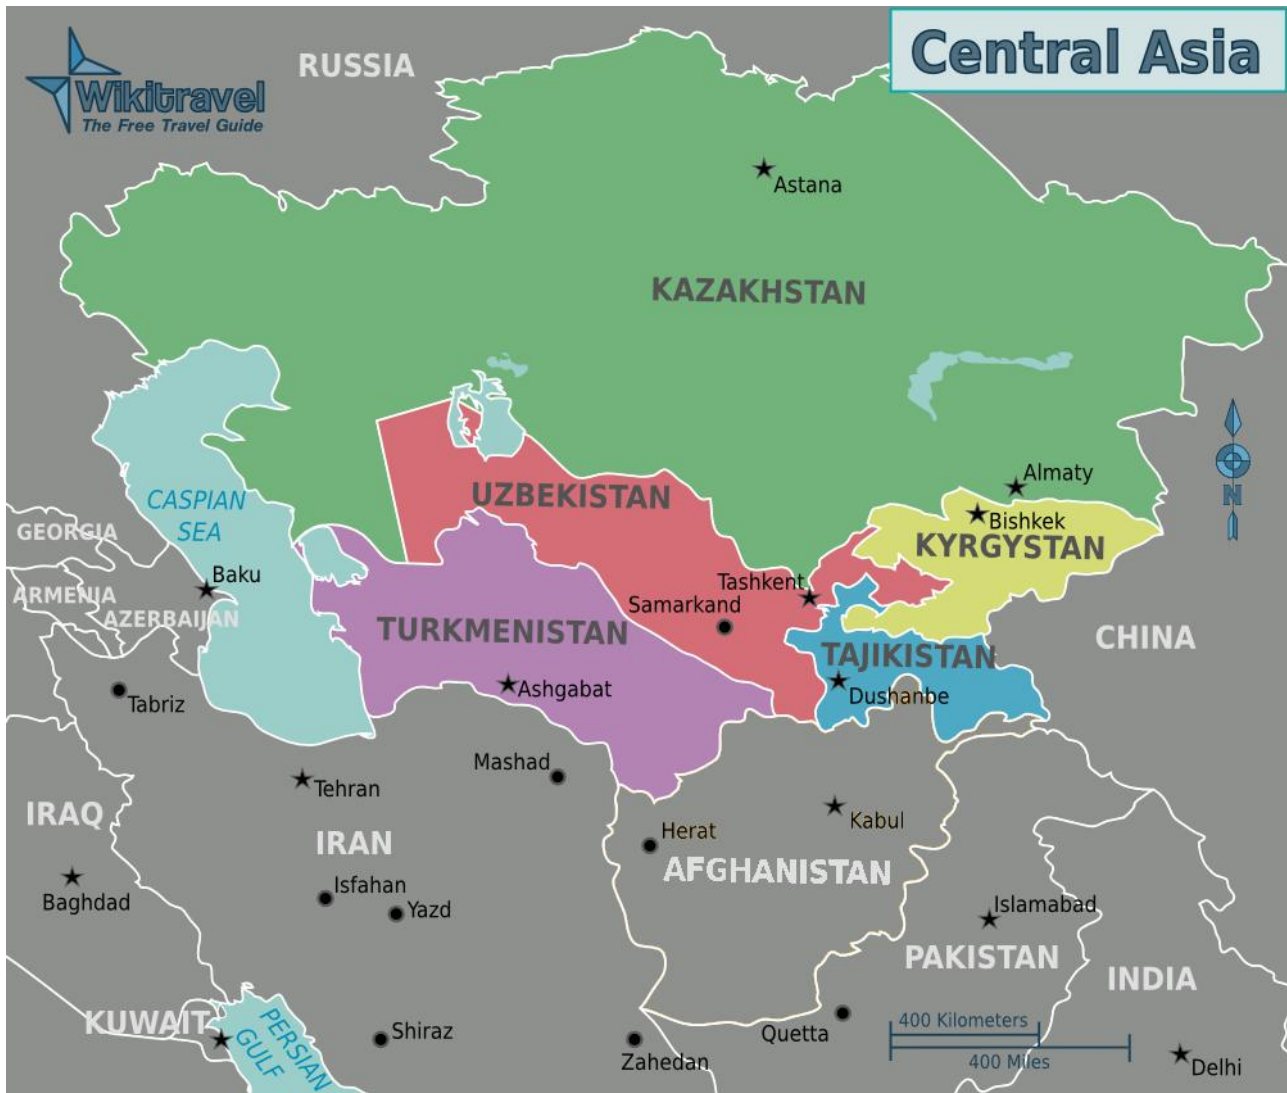 Central Asia
RUSSIA
Wikitravel
The Free Travel Guide
Astana
KAZAKHSTAN
Almaty
CASPIAN
SEA
UZBEKISTAN
N
Bishkek
GEORGIA
KYRGYSTAN
Baku
Tashkent
ARMENIA
Samarkand
AZERBAIJAN
TURKMENISTAN
CHINA
TAJIKISTAN
Ashgabat
Dushanbe
Tabriz
Mashad
Tehran
IRAQ
Kabul
Herat
IRAN
AFGHANISTAN
Isfahan
Baghdad
Yazd
Islamabad
PAKISTAN
INDIA
KUWAIT
PERSIAN
GULF
Shiraz
Quetta
400 Kilometers
Zahedan
400 Miles
Delhi